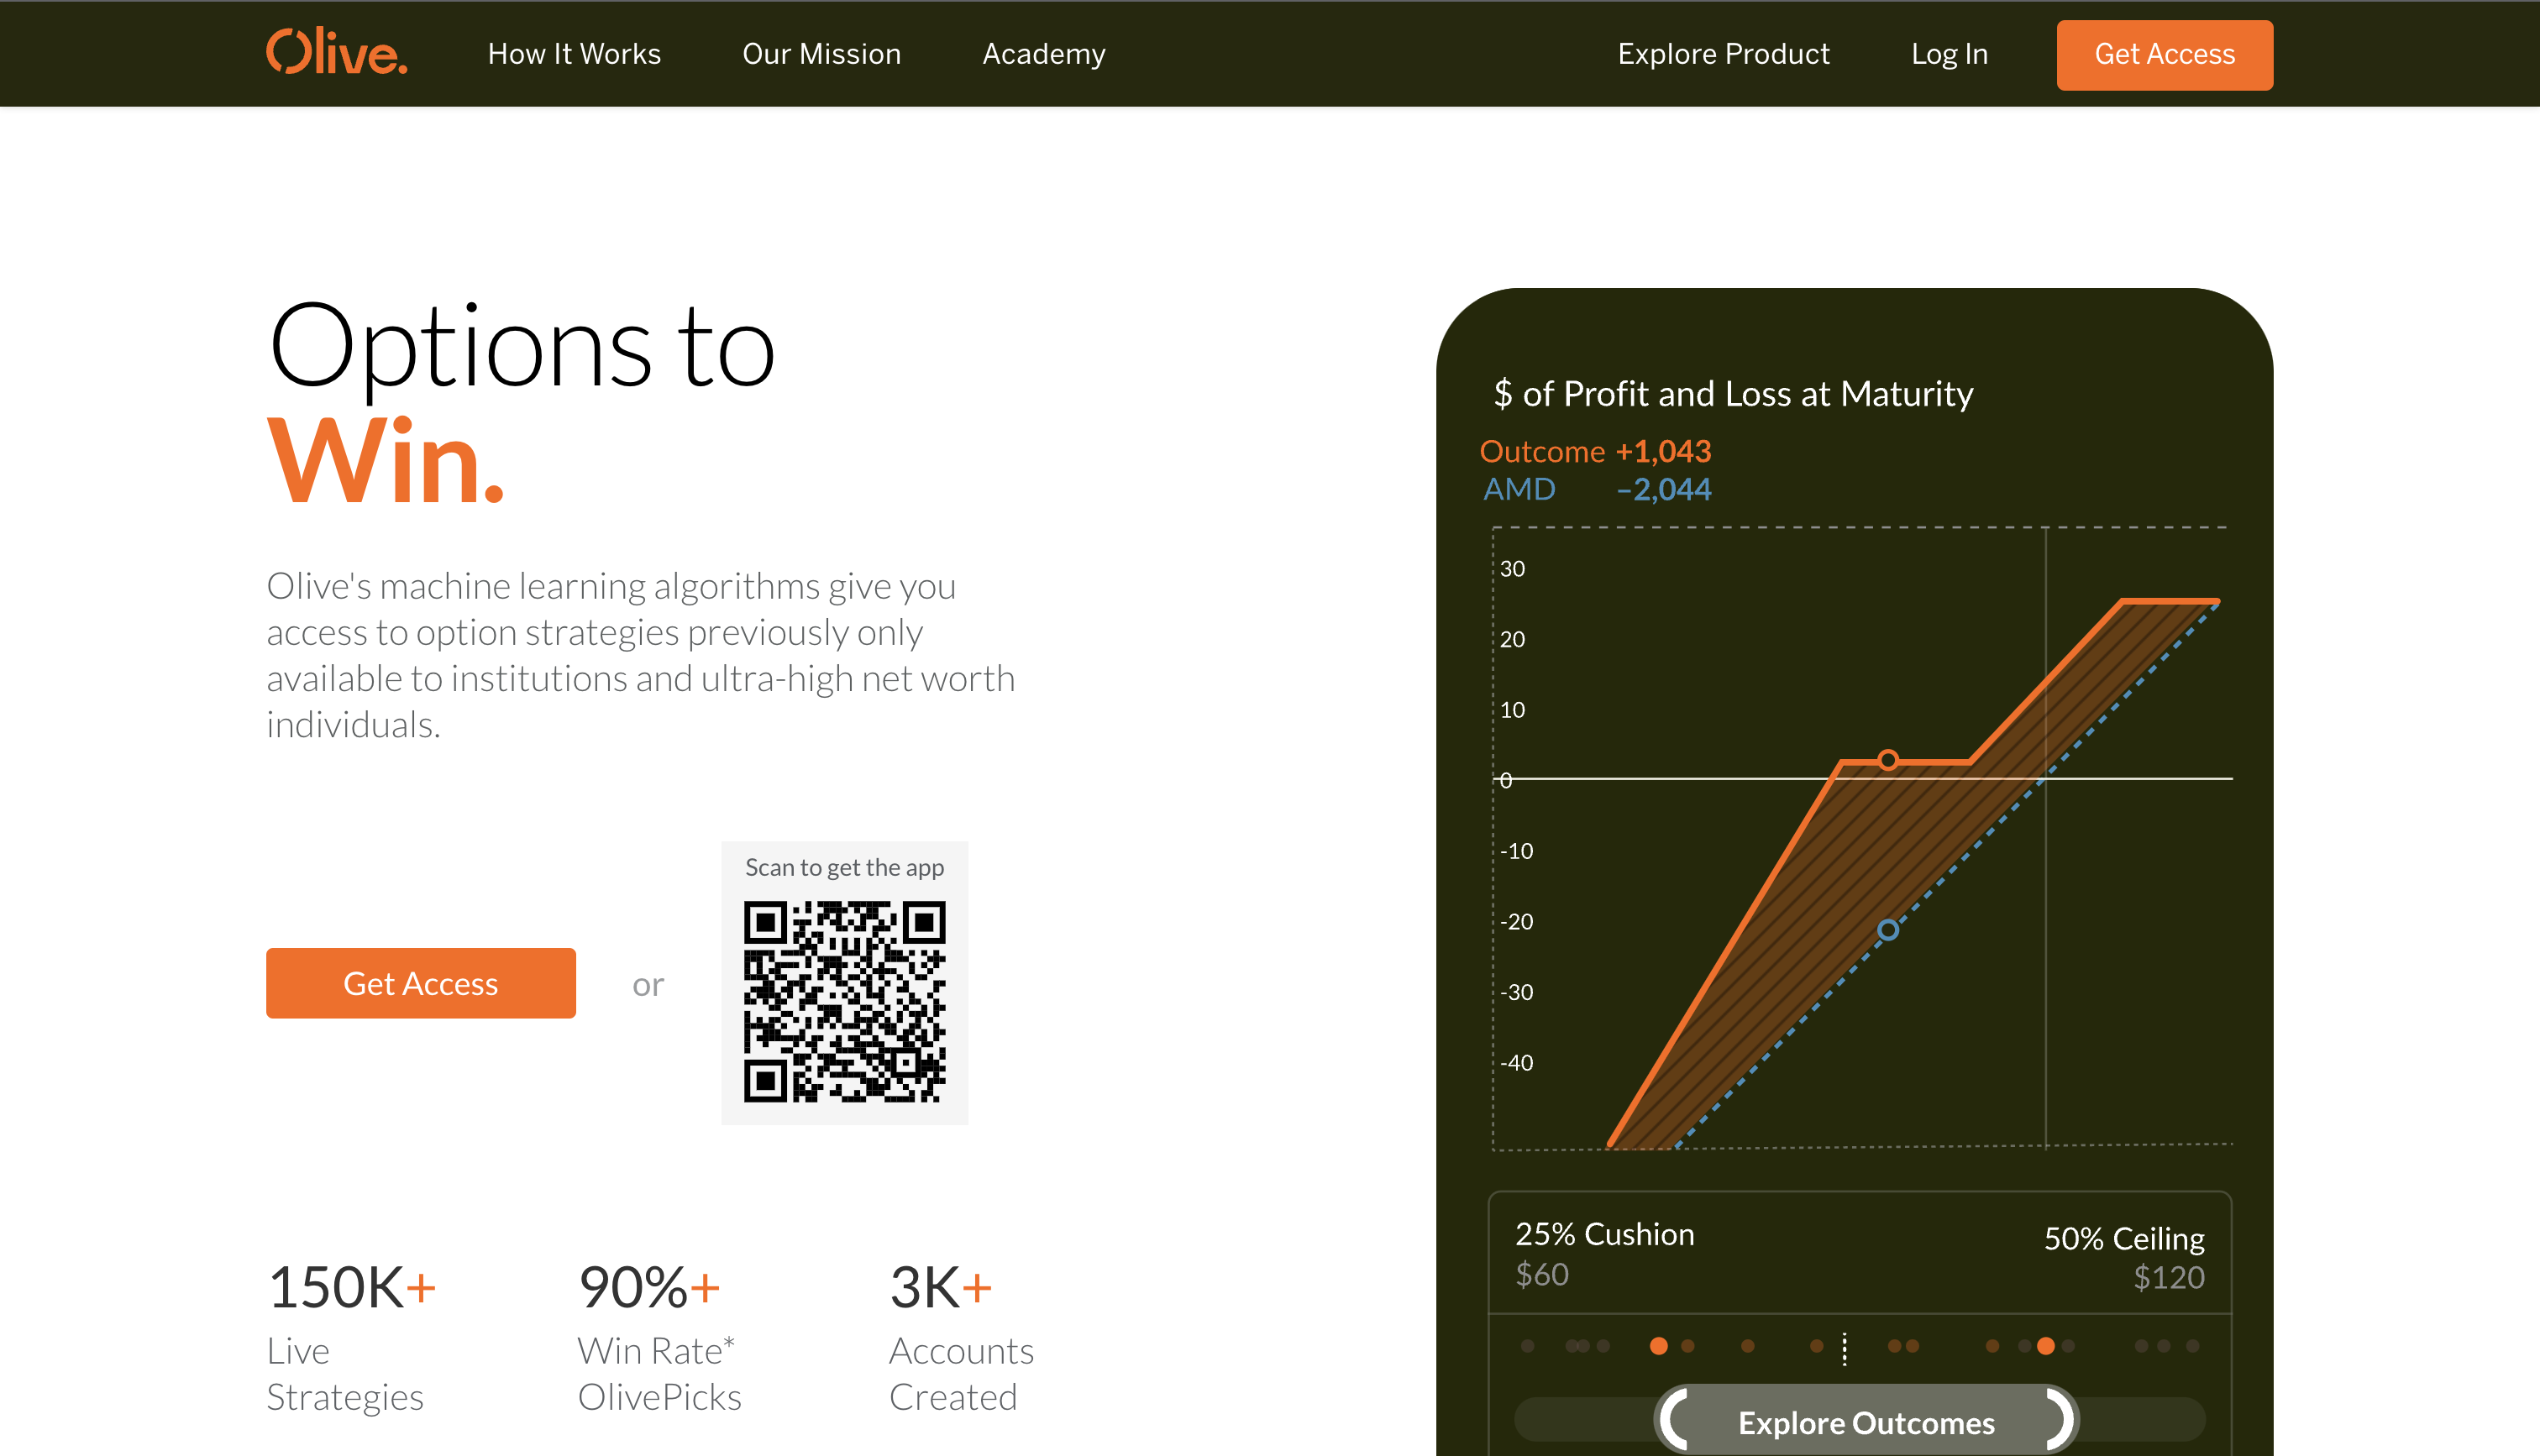 Olive.
How It Works
Our Mission
Academy
Explore Product
Log In
Get Access
Options to
Win.
Olive's machine learning algorithms give you
access to option strategies previously only
available to institutions and ultra-high net worth
individuals.
Get Access
or
Scan to get the app
150K+
Live
Strategies
90%+
Win Rate*
OlivePicks
3K+
Accounts
Created
$ of Profit and Loss at Maturity
Outcome +1,043
AMD –2,044
30
20
10
0
-10
-20
-30
-40
25% Cushion
$60
50% Ceiling
$120
Explore Outcomes